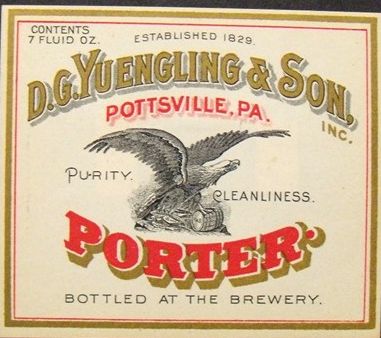 CONTENTS
7 FLUID OZ.
ESTABLISHED 1829.
D.G. YUENGLING & SON,
INC.
POTTSVILLE, PA.
PURITY.
CLEANLINESS.
PORTER.
BOTTLED AT THE BREWERY.